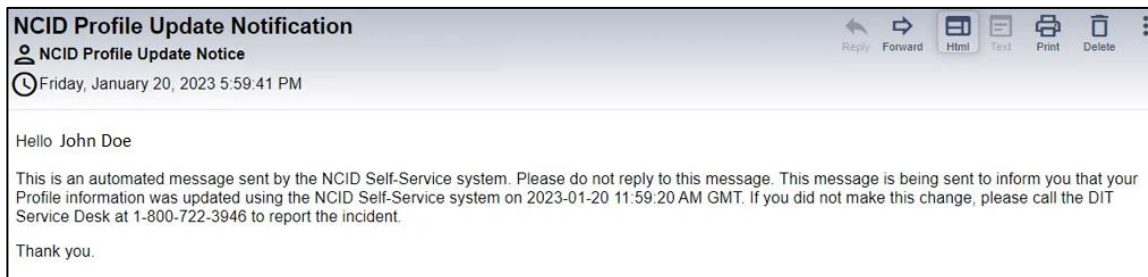 NCID Profile Update Notification
NCID Profile Update Notice
Reply Forward Html Text Print Delete
Friday, January 20, 2023 5:59:41 PM
Hello John Doe
This is an automated message sent by the NCID Self-Service system. Please do not reply to this message. This message is being sent to inform you that your
Profile information was updated using the NCID Self-Service system on 2023-01-20 11:59:20 AM GMT. If you did not make this change, please call the DIT
Service Desk at 1-800-722-3946 to report the incident.
Thank you.